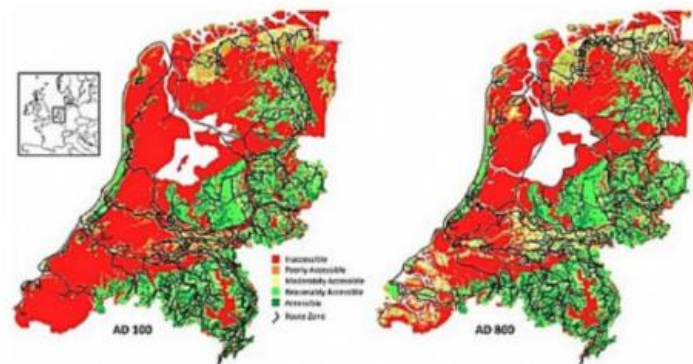 Inaccessible
Poorly Accessible
Moderately Accessible
Reasonably Accessible
Accessible
Route Zone
AD 100
AD 800